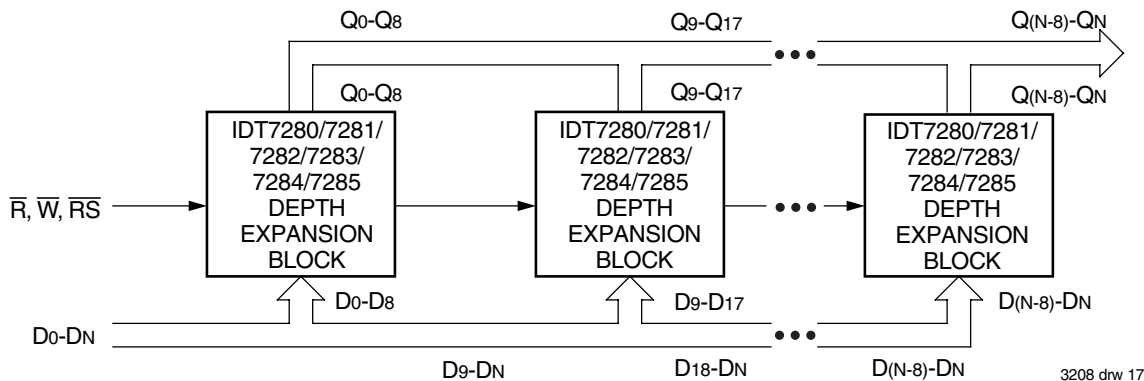 Q0-Q8 Q9-Q17 Q(N-8)-QN
Q0-Q8 Q9-Q17 Q(N-8)-QN
IDT7280/7281/
7282/7283/
7284/7285
DEPTH
EXPANSION
BLOCK
IDT7280/7281/
7282/7283/
7284/7285
DEPTH
EXPANSION
BLOCK
IDT7280/7281/
7282/7283/
7284/7285
DEPTH
EXPANSION
BLOCK
R̅, W̅, R̅S̅
D0-D8 D9-D17 D(N-8)-DN
D0-DN
D9-DN D18-DN D(N-8)-DN
3208 drw 17